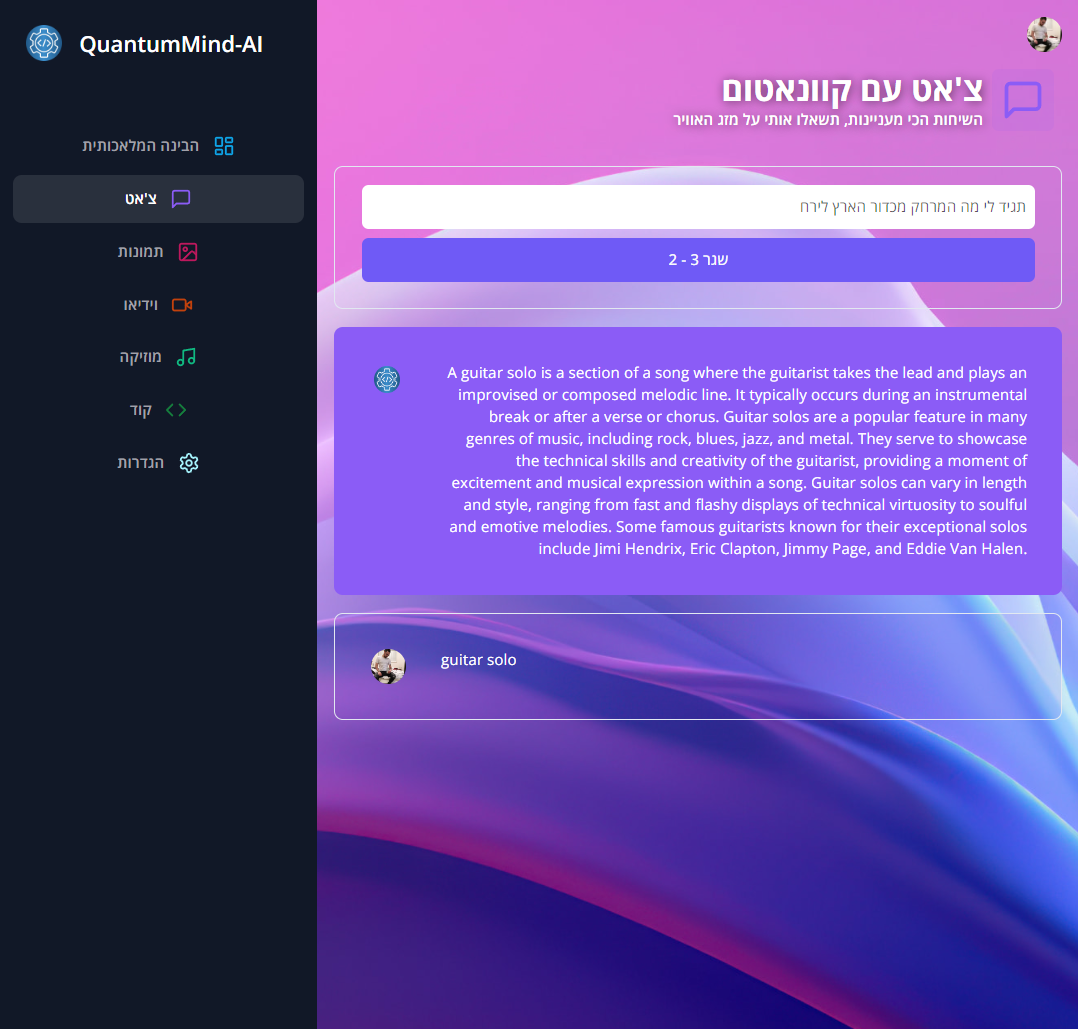 QuantumMind-AI
הבינה המלאכותית
צ'אט
תמונות
וידיאו
מוזיקה
קוד
הגדרות
צ'אט עם קוונאטום
השיחות הכי מעניינות, תשאלו אותי על מזג האוויר
תגיד לי מה המרחק מכדור הארץ לירח
שגר 3 - 2
A guitar solo is a section of a song where the guitarist takes the lead and plays an
improvised or composed melodic line. It typically occurs during an instrumental
break or after a verse or chorus. Guitar solos are a popular feature in many
genres of music, including rock, blues, jazz, and metal. They serve to showcase
the technical skills and creativity of the guitarist, providing a moment of
excitement and musical expression within a song. Guitar solos can vary in length
and style, ranging from fast and flashy displays of technical virtuosity to soulful
and emotive melodies. Some famous guitarists known for their exceptional solos
include Jimi Hendrix, Eric Clapton, Jimmy Page, and Eddie Van Halen.
guitar solo